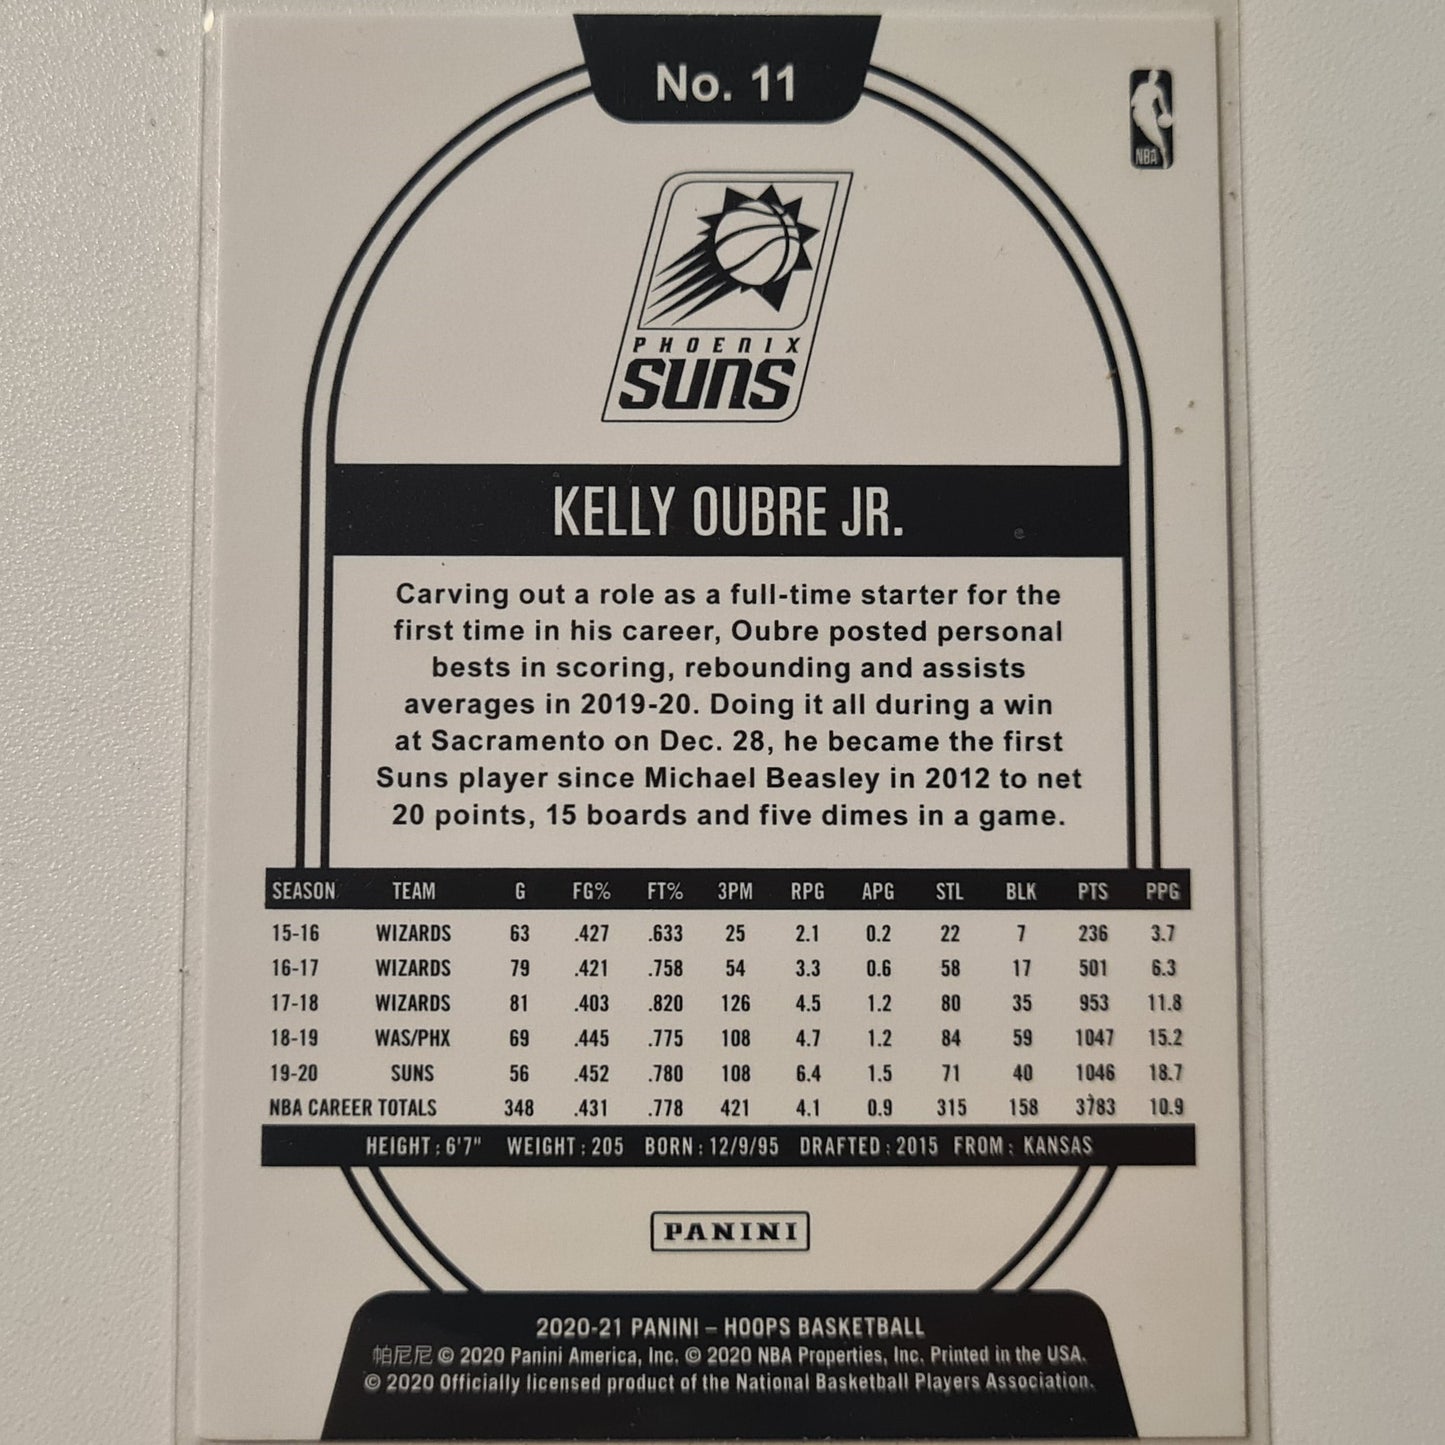 No. 11
NBA
PHOENIX
SUNS
KELLY OUBRE JR.
Carving out a role as a full-time starter for the
first time in his career, Oubre posted personal
bests in scoring, rebounding and assists
averages in 2019-20. Doing it all during a win
at Sacramento on Dec. 28, he became the first
Suns player since Michael Beasley in 2012 to net
20 points, 15 boards and five dimes in a game.
SEASON TEAM G FG% FT% 3PM RPG APG STL BLK PTS PPG
15-16 WIZARDS 63 .427 .633 25 2.1 0.2 22 7 236 3.7
16-17 WIZARDS 79 .421 .758 54 3.3 0.6 58 17 501 6.3
17-18 WIZARDS 81 .403 .820 126 4.5 1.2 80 35 953 11.8
18-19 WAS/PHX 69 .445 .775 108 4.7 1.2 84 59 1047 15.2
19-20 SUNS 56 .452 .780 108 6.4 1.5 71 40 1046 18.7
NBA CAREER TOTALS 348 .431 .778 421 4.1 0.9 315 158 3783 10.9
HEIGHT: 6'7" WEIGHT: 205 BORN: 12/9/95 DRAFTED: 2015 FROM: KANSAS
PANINI
2020-21 PANINI – HOOPS BASKETBALL
帕尼尼 © 2020 Panini America, Inc. © 2020 NBA Properties, Inc. Printed in the USA.
© 2020 Officially licensed product of the National Basketball Players Association.